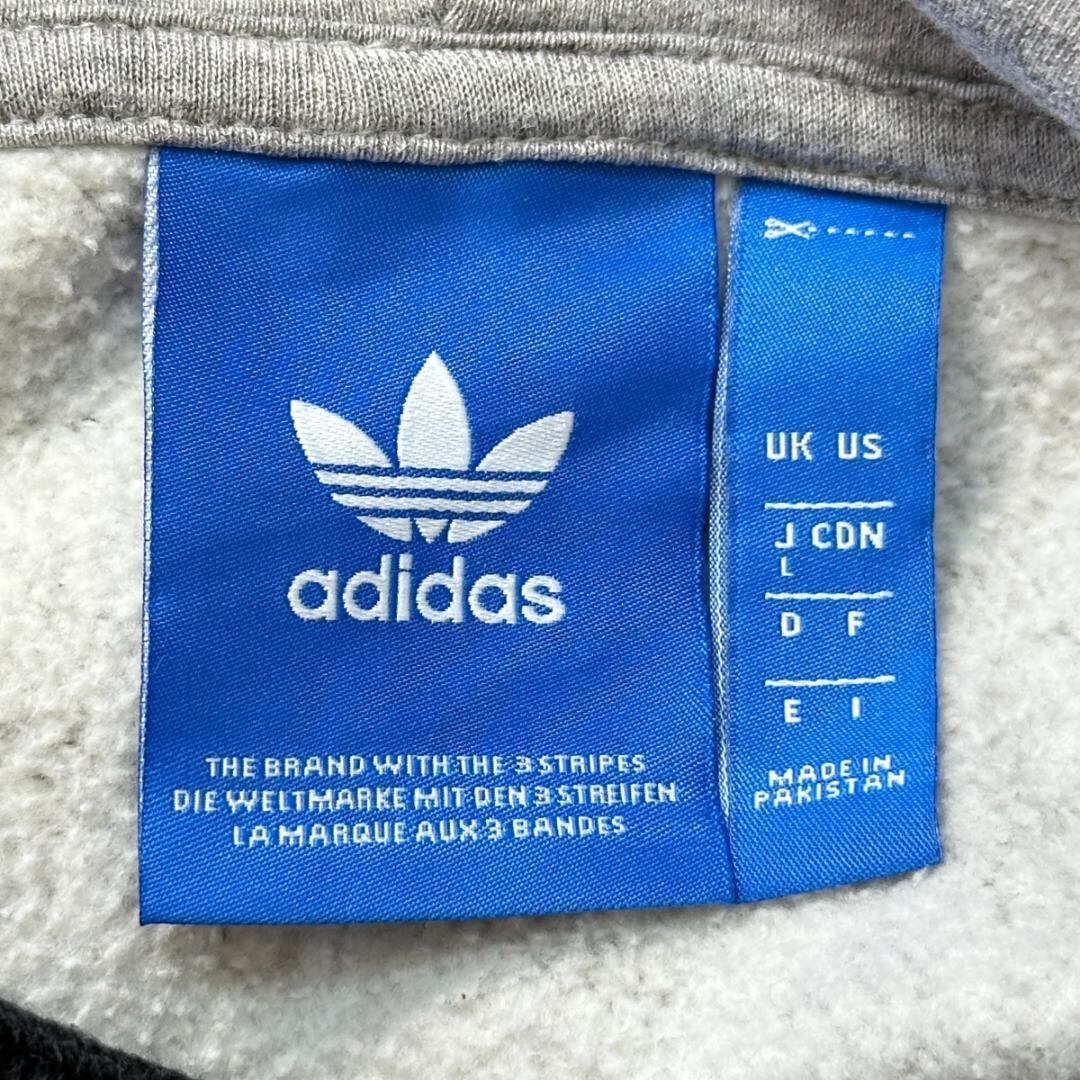 adidas
THE BRAND WITH THE 3 STRIPES
DIE WELTMARKE MIT DEN 3 STREIFEN
LA MARQUE AUX 3 BANDES
UK US
J CDN
L
D F
E I
MADE IN
PAKISTAN